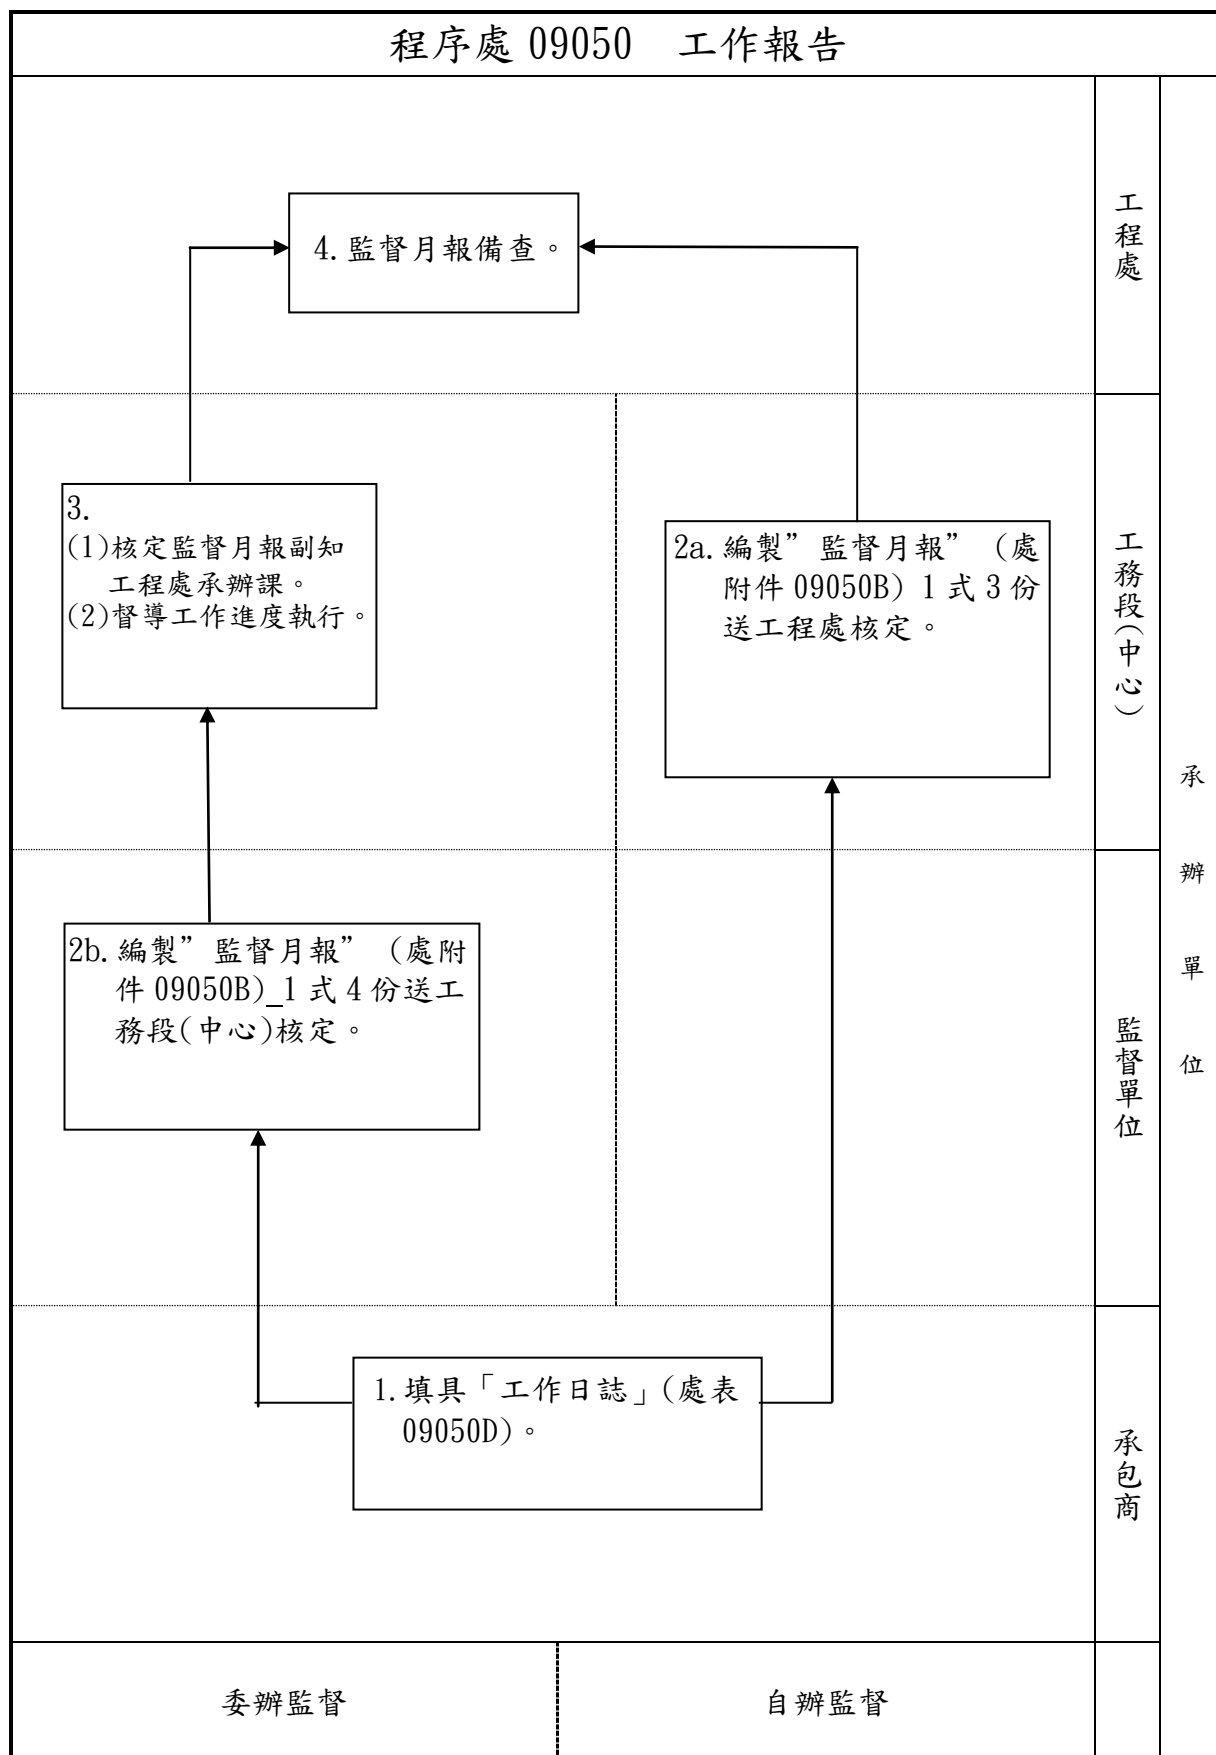 程序處 09050　工作報告
4.監督月報備查。
工程處
3.
(1)核定監督月報副知
工程處承辦課。
(2)督導工作進度執行。
2a.編製”監督月報”（處
附件 09050B）1 式 3 份
送工程處核定。
工務段(中心)
2b.編製”監督月報”（處附
件 09050B)_1 式 4 份送工
務段(中心)核定。
監督單位
1.填具「工作日誌」(處表
09050D)。
承包商
承辦單位
委辦監督
自辦監督